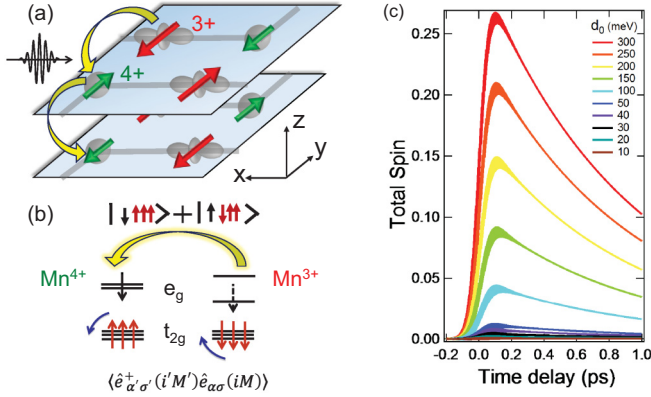 (a)
3+
4+
z
y
x
(b)
|↓↑↑↑> + |↑↓↑↑>
Mn4+
eg
Mn3+
t2g
⟨ê⁺α′σ′(i′M′)êασ(iM)⟩
(c)
Total Spin
0.25
0.20
0.15
0.10
0.05
0.00
d0 (meV)
300
250
200
150
100
50
40
30
20
10
-0.2 0.0 0.2 0.4 0.6 0.8 1.0
Time delay (ps)